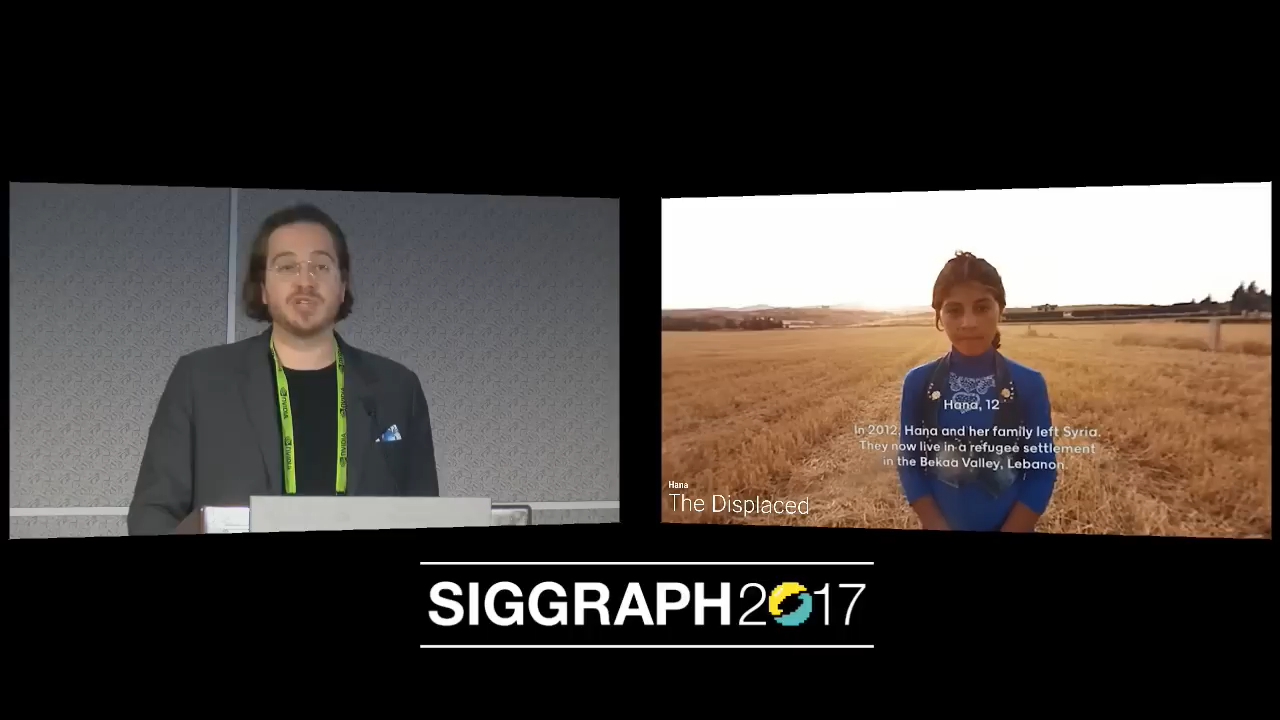 Hana, 12
In 2012, Hana and her family left Syria.
They now live in a refugee settlement
in the Bekaa Valley, Lebanon.
Hana
The Displaced
SIGGRAPH2017